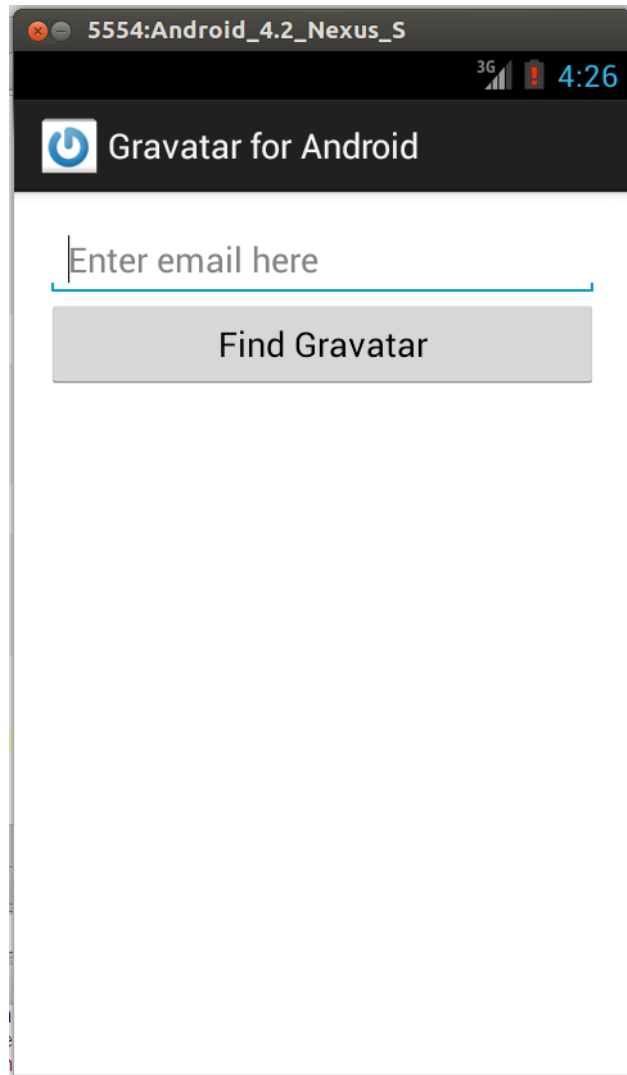 5554:Android_4.2_Nexus_S
3G 4:26
Gravatar for Android
Enter email here
Find Gravatar